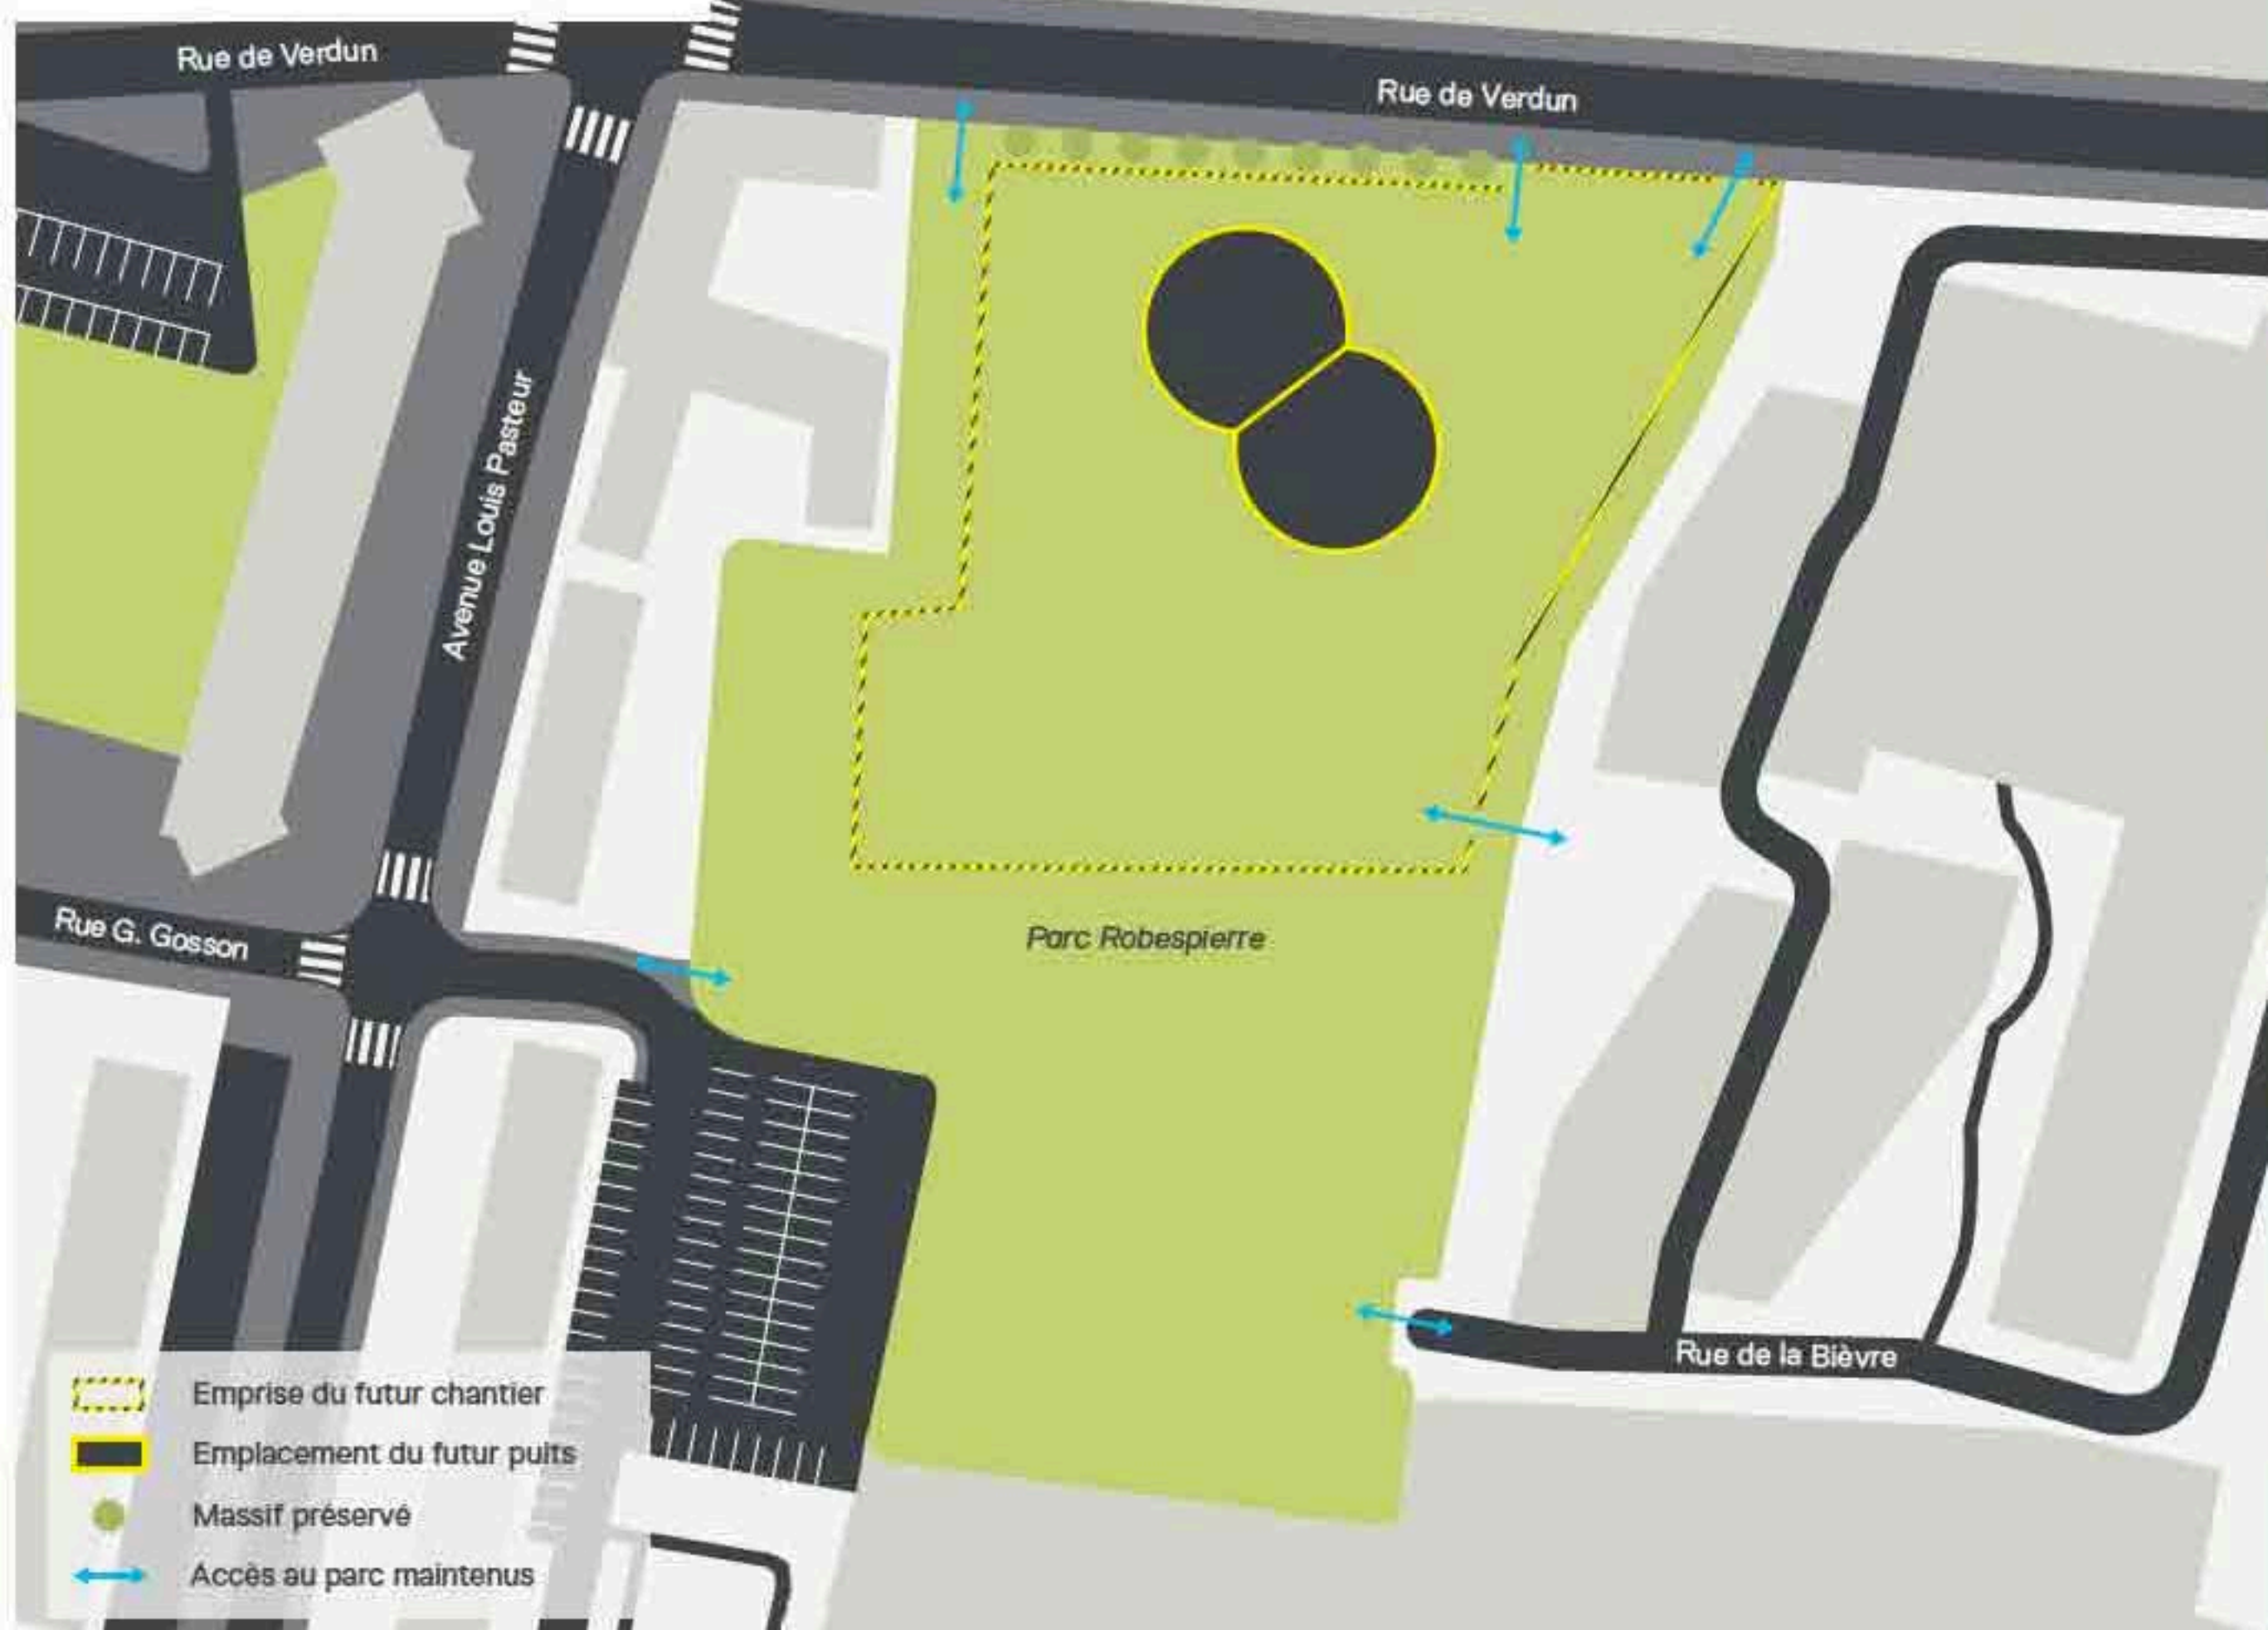 Rue de Verdun
Rue de Verdun
Avenue Louis Pasteur
Rue G. Gosson
Parc Robespierre
Rue de la Bièvre
Emprise du futur chantier
Emplacement du futur puits
Massif préservé
Accès au parc maintenus